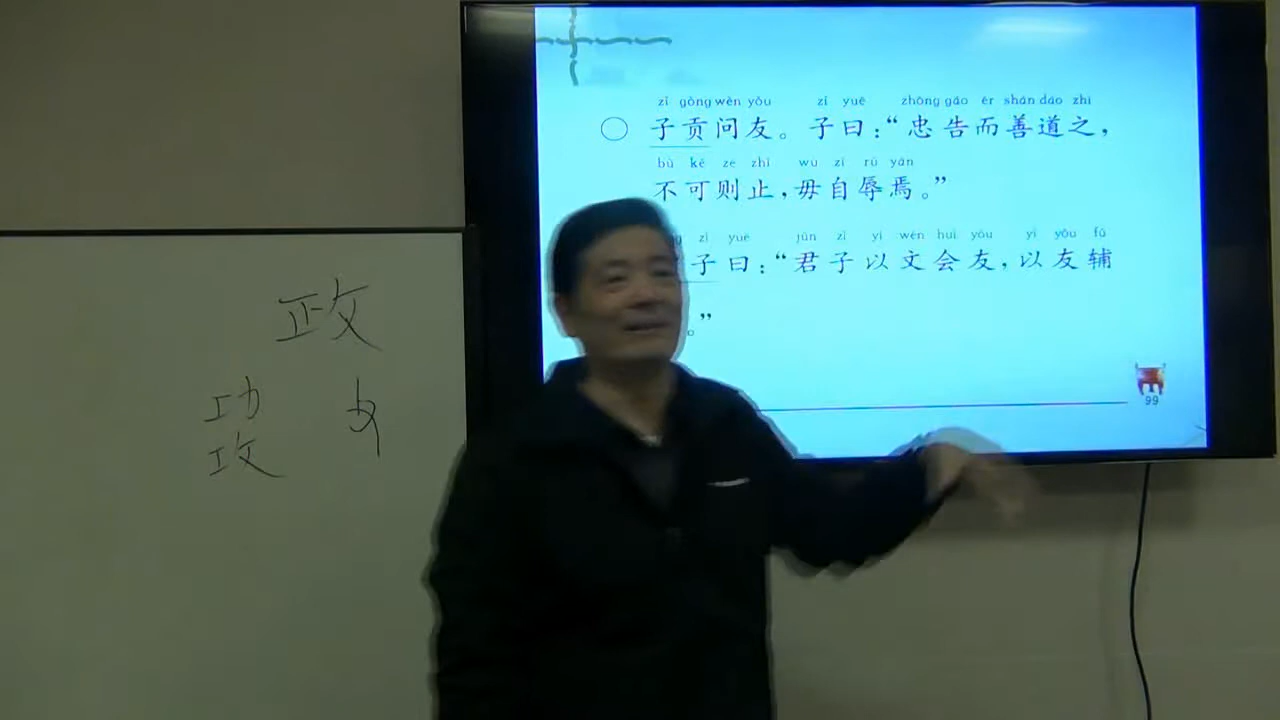 zǐ gòng wèn yǒu zǐ yuē zhōng gào ér shàn dào zhī
○ 子贡问友。子曰：“忠告而善道之，
bù kě zé zhǐ wú zì rǔ yān
不可则止，毋自辱焉。”
zǐ yuē jūn zǐ yǐ wén huì yǒu yǐ yǒu fǔ
子曰：“君子以文会友，以友辅
。”
99
政
功
攻